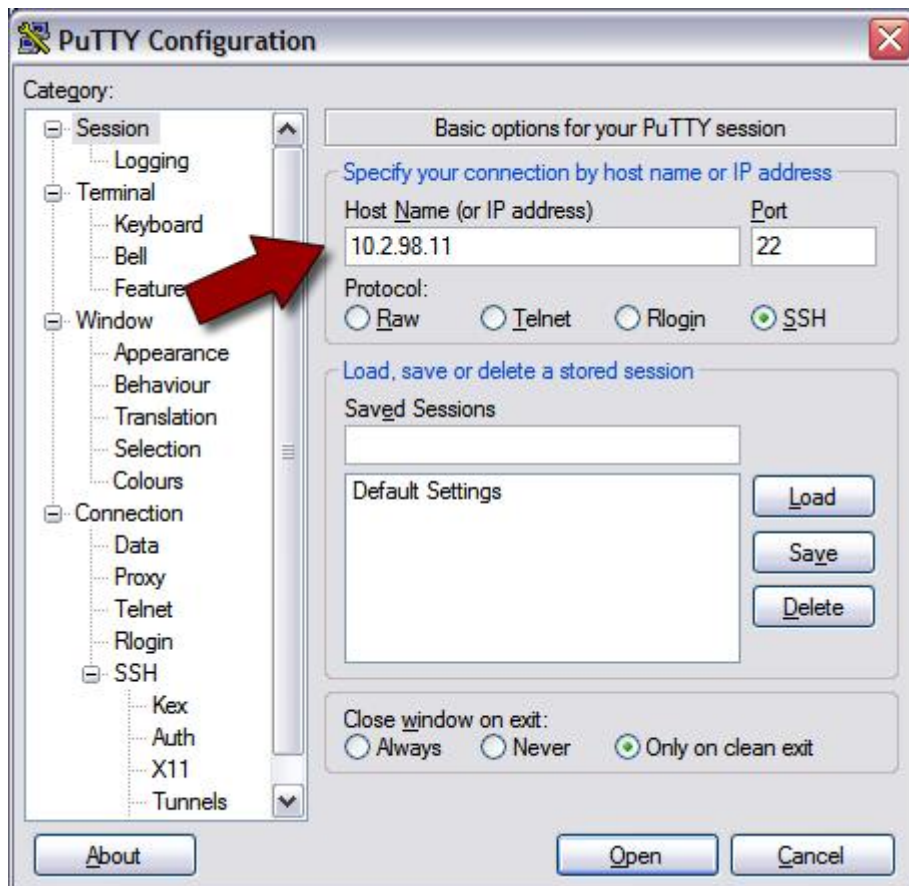 PuTTY Configuration
Category:
Session
Logging
Terminal
Keyboard
Bell
Feature
Window
Appearance
Behaviour
Translation
Selection
Colours
Connection
Data
Proxy
Telnet
Rlogin
SSH
Kex
Auth
X11
Tunnels
Basic options for your PuTTY session
Specify your connection by host name or IP address
Host Name (or IP address) Port
10.2.98.11 22
Protocol:
Raw Telnet Rlogin SSH
Load, save or delete a stored session
Saved Sessions
Default Settings
Load
Save
Delete
Close window on exit:
Always Never Only on clean exit
About Open Cancel